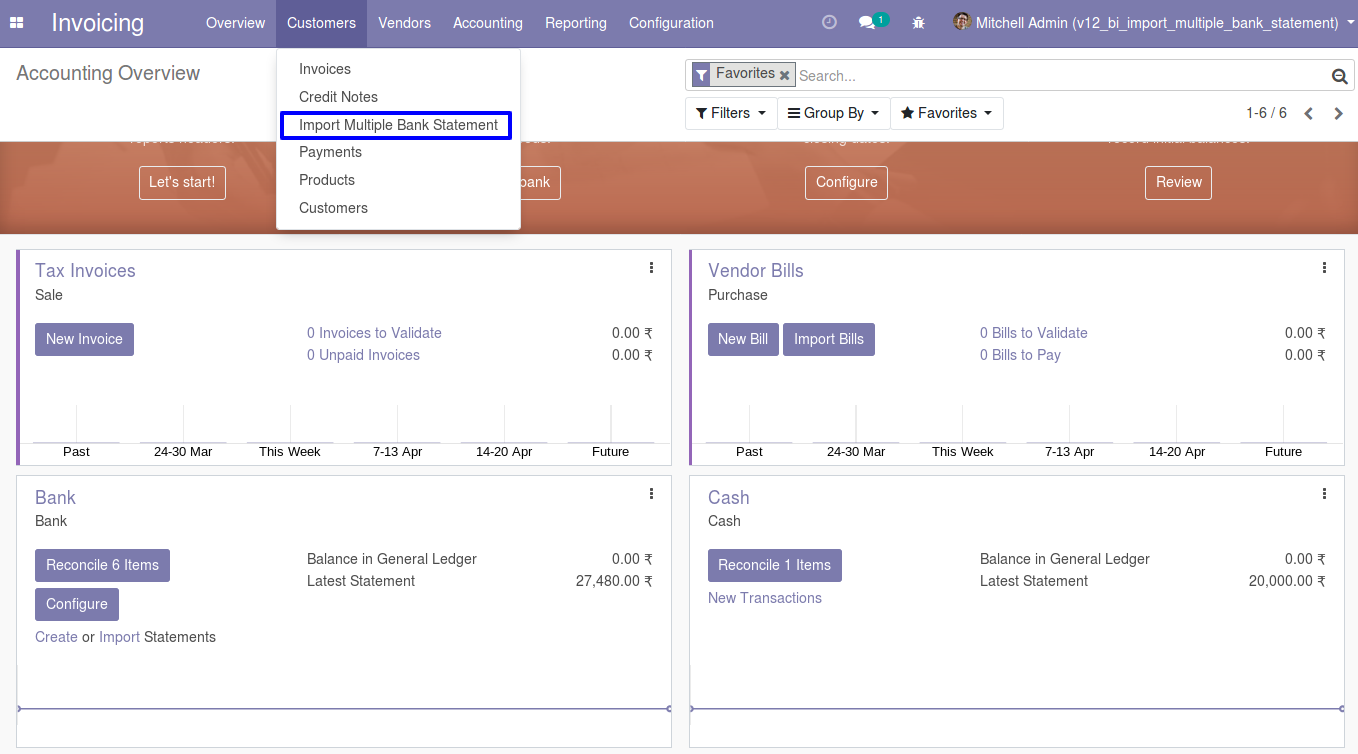 Invoicing
Overview
Customers
Vendors
Accounting
Reporting
Configuration
1
Mitchell Admin (v12_bi_import_multiple_bank_statement)
Accounting Overview
Favorites
Search...
Filters
Group By
Favorites
1-6 / 6
Invoices
Credit Notes
Import Multiple Bank Statement
Payments
Products
Customers
Let's start!
bank
Configure
Review
Tax Invoices
Sale
New Invoice
0 Invoices to Validate 0.00 ₹
0 Unpaid Invoices 0.00 ₹
Past 24-30 Mar This Week 7-13 Apr 14-20 Apr Future
Vendor Bills
Purchase
New Bill
Import Bills
0 Bills to Validate 0.00 ₹
0 Bills to Pay 0.00 ₹
Past 24-30 Mar This Week 7-13 Apr 14-20 Apr Future
Bank
Bank
Reconcile 6 Items
Configure
Create or Import Statements
Balance in General Ledger 0.00 ₹
Latest Statement 27,480.00 ₹
Cash
Cash
Reconcile 1 Items
New Transactions
Balance in General Ledger 0.00 ₹
Latest Statement 20,000.00 ₹